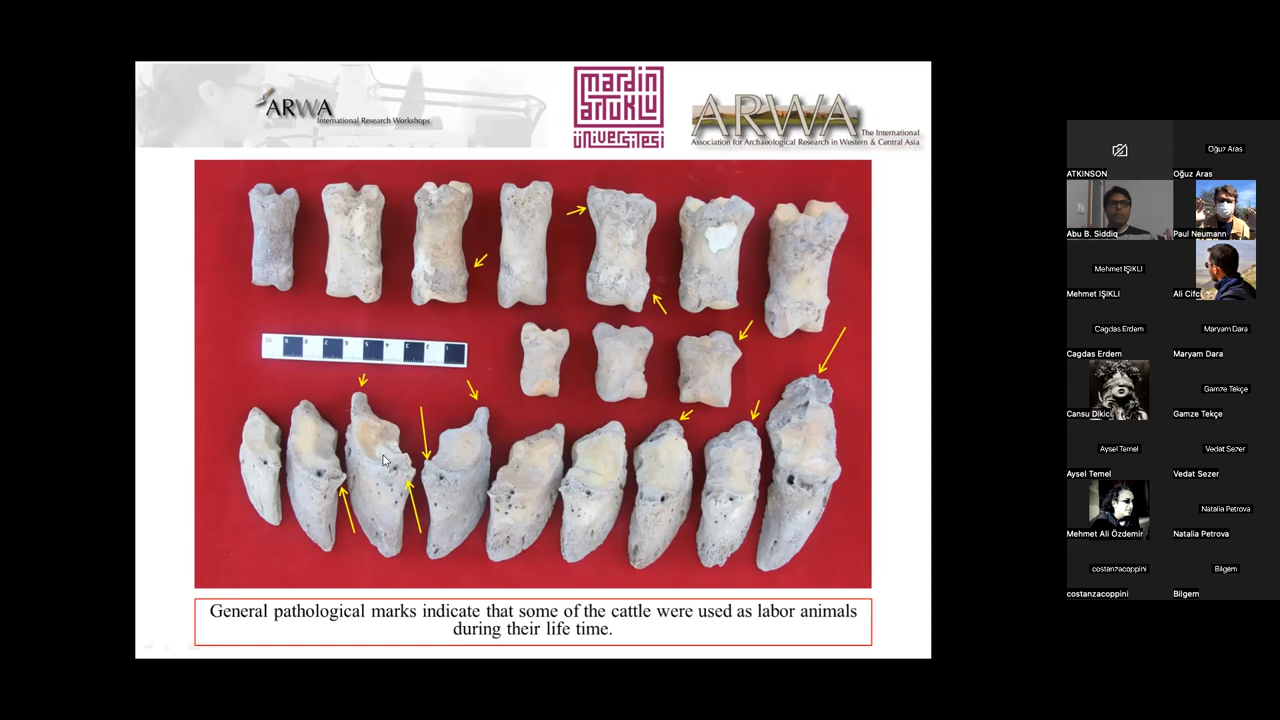 ARWA
International Research Workshops
mardin
artuklu
üniversitesi
ARWA
The International
Association for Archaeological Research in Western & Central Asia
General pathological marks indicate that some of the cattle were used as labor animals
during their life time.
ATKINSON
Oğuz Aras
Oğuz Aras
Abu B. Siddiq
Paul Neumann
Mehmet IŞIKLI
Mehmet IŞIKLI
Ali Cifc
Cagdas Erdem
Cagdas Erdem
Maryam Dara
Maryam Dara
Cansu Dikici
Gamze Tekçe
Gamze Tekçe
Aysel Temel
Aysel Temel
Vedat Sezer
Vedat Sezer
Mehmet Ali Özdemir
Natalia Petrova
Natalia Petrova
costanzacoppini
costanzacoppini
Bilgem
Bilgem